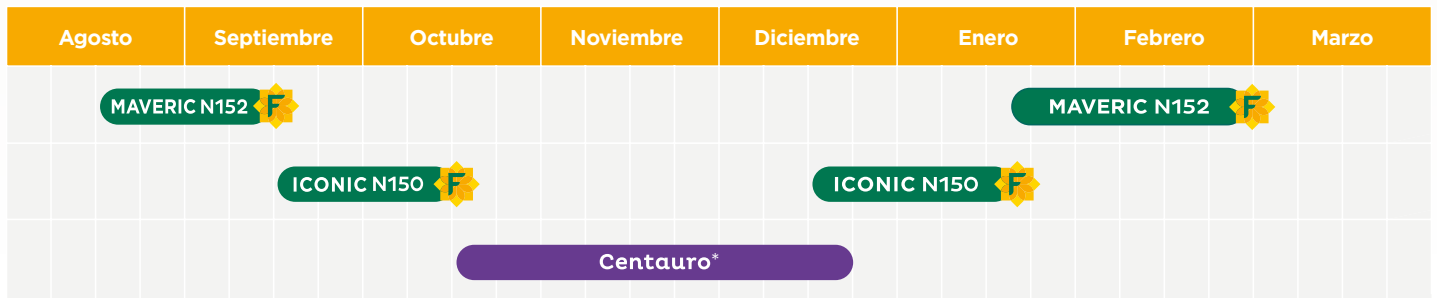 Agosto Septiembre Octubre Noviembre Diciembre Enero Febrero Marzo
MAVERIC N152 F MAVERIC N152 F
ICONIC N150 F ICONIC N150 F
Centauro*